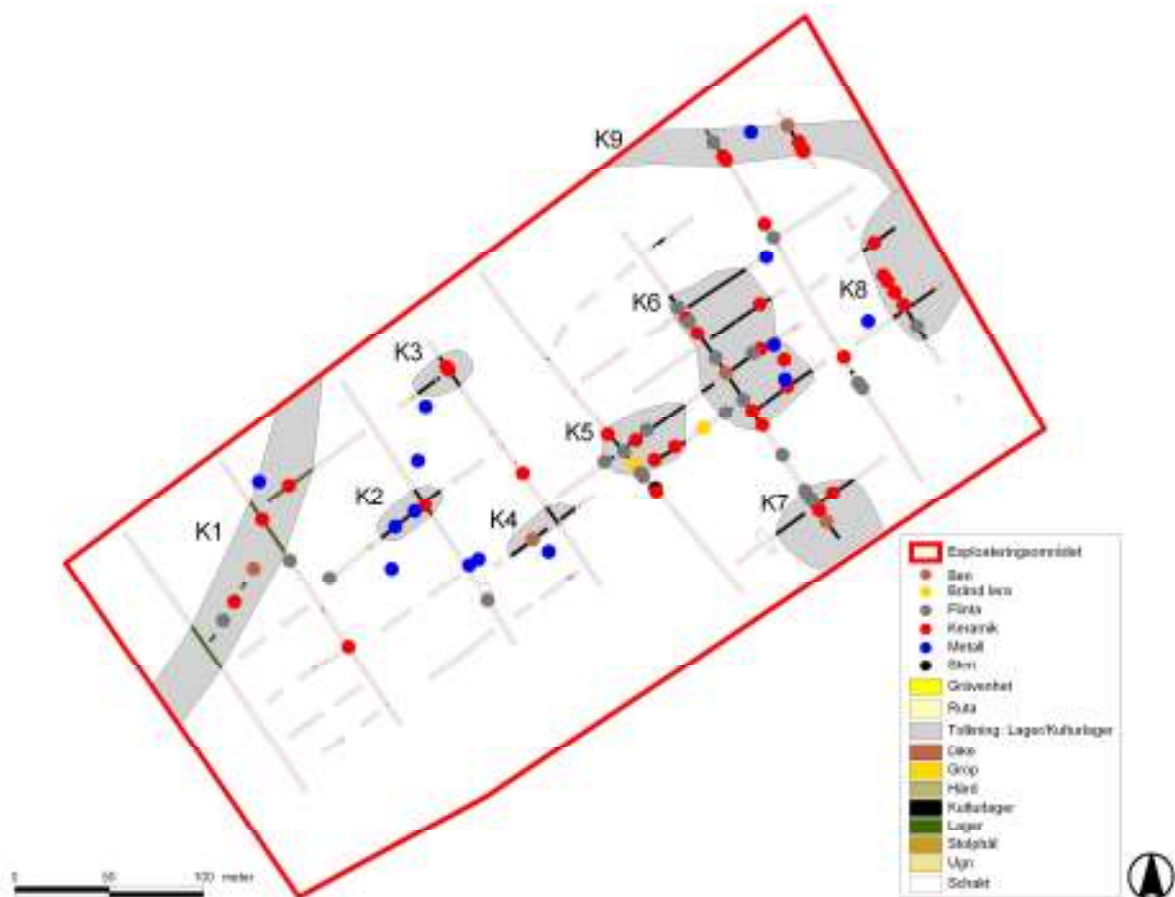 K9
K8
K6
K3
K5
K2
K4
K7
K1
Exploateringsområdet
Ben
Bränd lera
Flinta
Keramik
Metall
Sten
Grävenhet
Ruta
Tolkning: Lager/Kulturlager
Dike
Grop
Härd
Kulturlager
Lager
Stolphål
Ugn
Schakt
0 50 100 meter